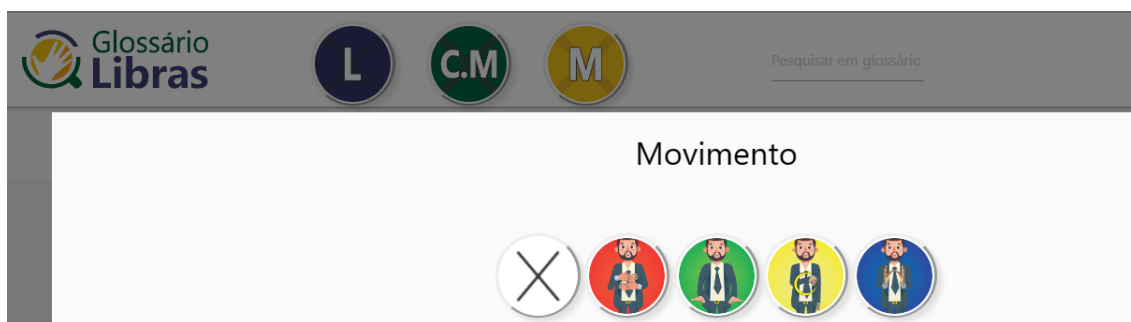 Glossário
Libras
L
C.M
M
Pesquisar em glossário
Movimento